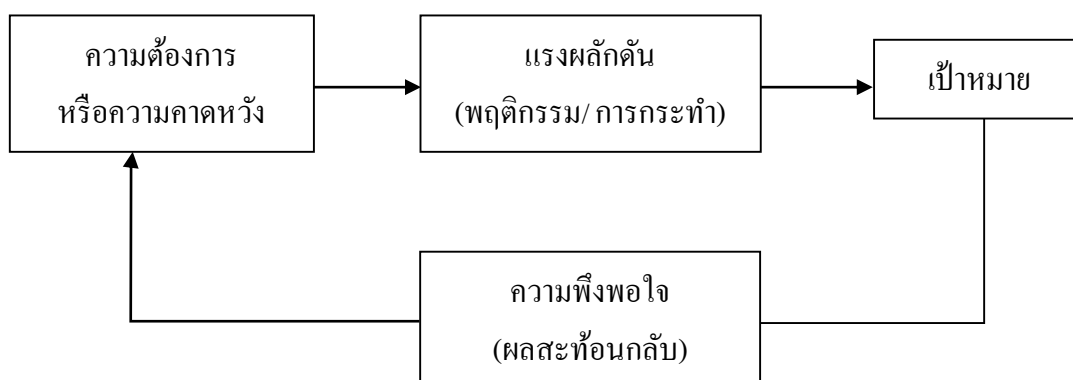 ความต้องการ
หรือความคาดหวัง
แรงผลักดัน
(พฤติกรรม/ การกระทำ)
เป้าหมาย
ความพึงพอใจ
(ผลสะท้อนกลับ)